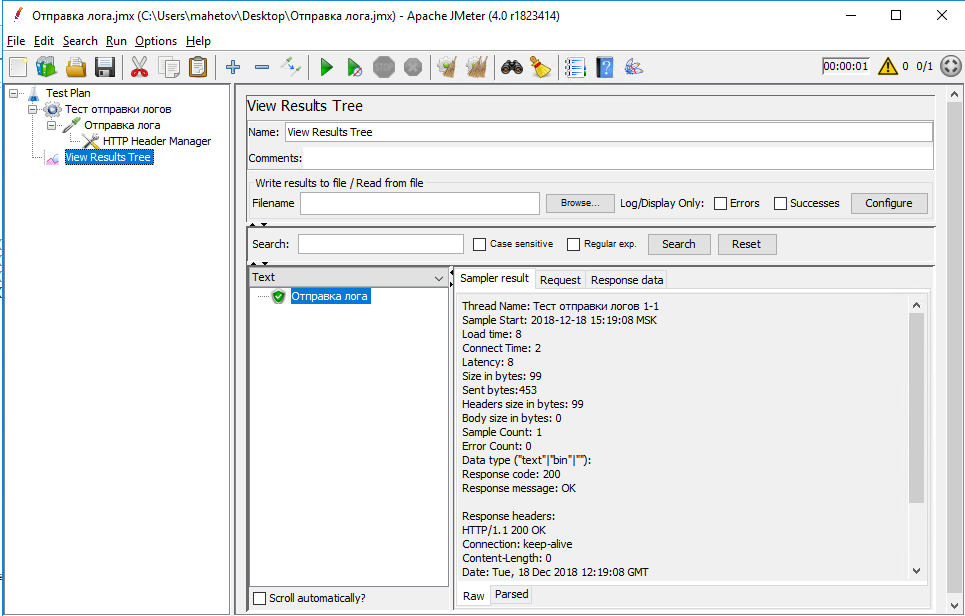 Отправка лога.jmx (C:\Users\mahetov\Desktop\Отправка лога.jmx) - Apache JMeter (4.0 r1823414)
File Edit Search Run Options Help
STOP 00:00:01 0 0/1
Test Plan
Тест отправки логов
Отправка лога
HTTP Header Manager
View Results Tree
View Results Tree
Name: View Results Tree
Comments:
Write results to file / Read from file
Filename Browse... Log/Display Only: Errors Successes Configure
Search: Case sensitive Regular exp. Search Reset
Text
Отправка лога
Scroll automatically?
Sampler result Request Response data
Thread Name: Тест отправки логов 1-1
Sample Start: 2018-12-18 15:19:08 MSK
Load time: 8
Connect Time: 2
Latency: 8
Size in bytes: 99
Sent bytes:453
Headers size in bytes: 99
Body size in bytes: 0
Sample Count: 1
Error Count: 0
Data type ("text"|"bin"|""):
Response code: 200
Response message: OK
Response headers:
HTTP/1.1 200 OK
Connection: keep-alive
Content-Length: 0
Date: Tue, 18 Dec 2018 12:19:08 GMT
Raw Parsed